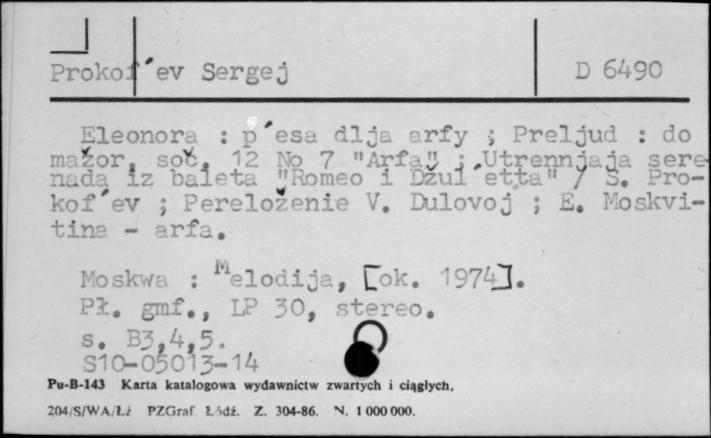 Prokof´ev Sergej
D 6490
Eleonora : p´esa dlja arfy ; Preljud : do
mažor, soč. 12 No 7 "Arfa" ; Utrennjaja sere-
nada iz baleta "Romeo i Džul´etta" / S. Pro-
kof´ev ; Pereloženie V. Dulovoj ; E. Moskvi-
tina - arfa.
Moskwa : Melodija, [ok. 1974].
Pł. gmf., LP 30, stereo.
s. B3,4,5.
S10-05013-14
Pu-B-143 Karta katalogowa wydawnictw zwartych i ciągłych.
204/S/WA/Łź PZGraf Łódź. Z. 304-86. N. 1 000 000.